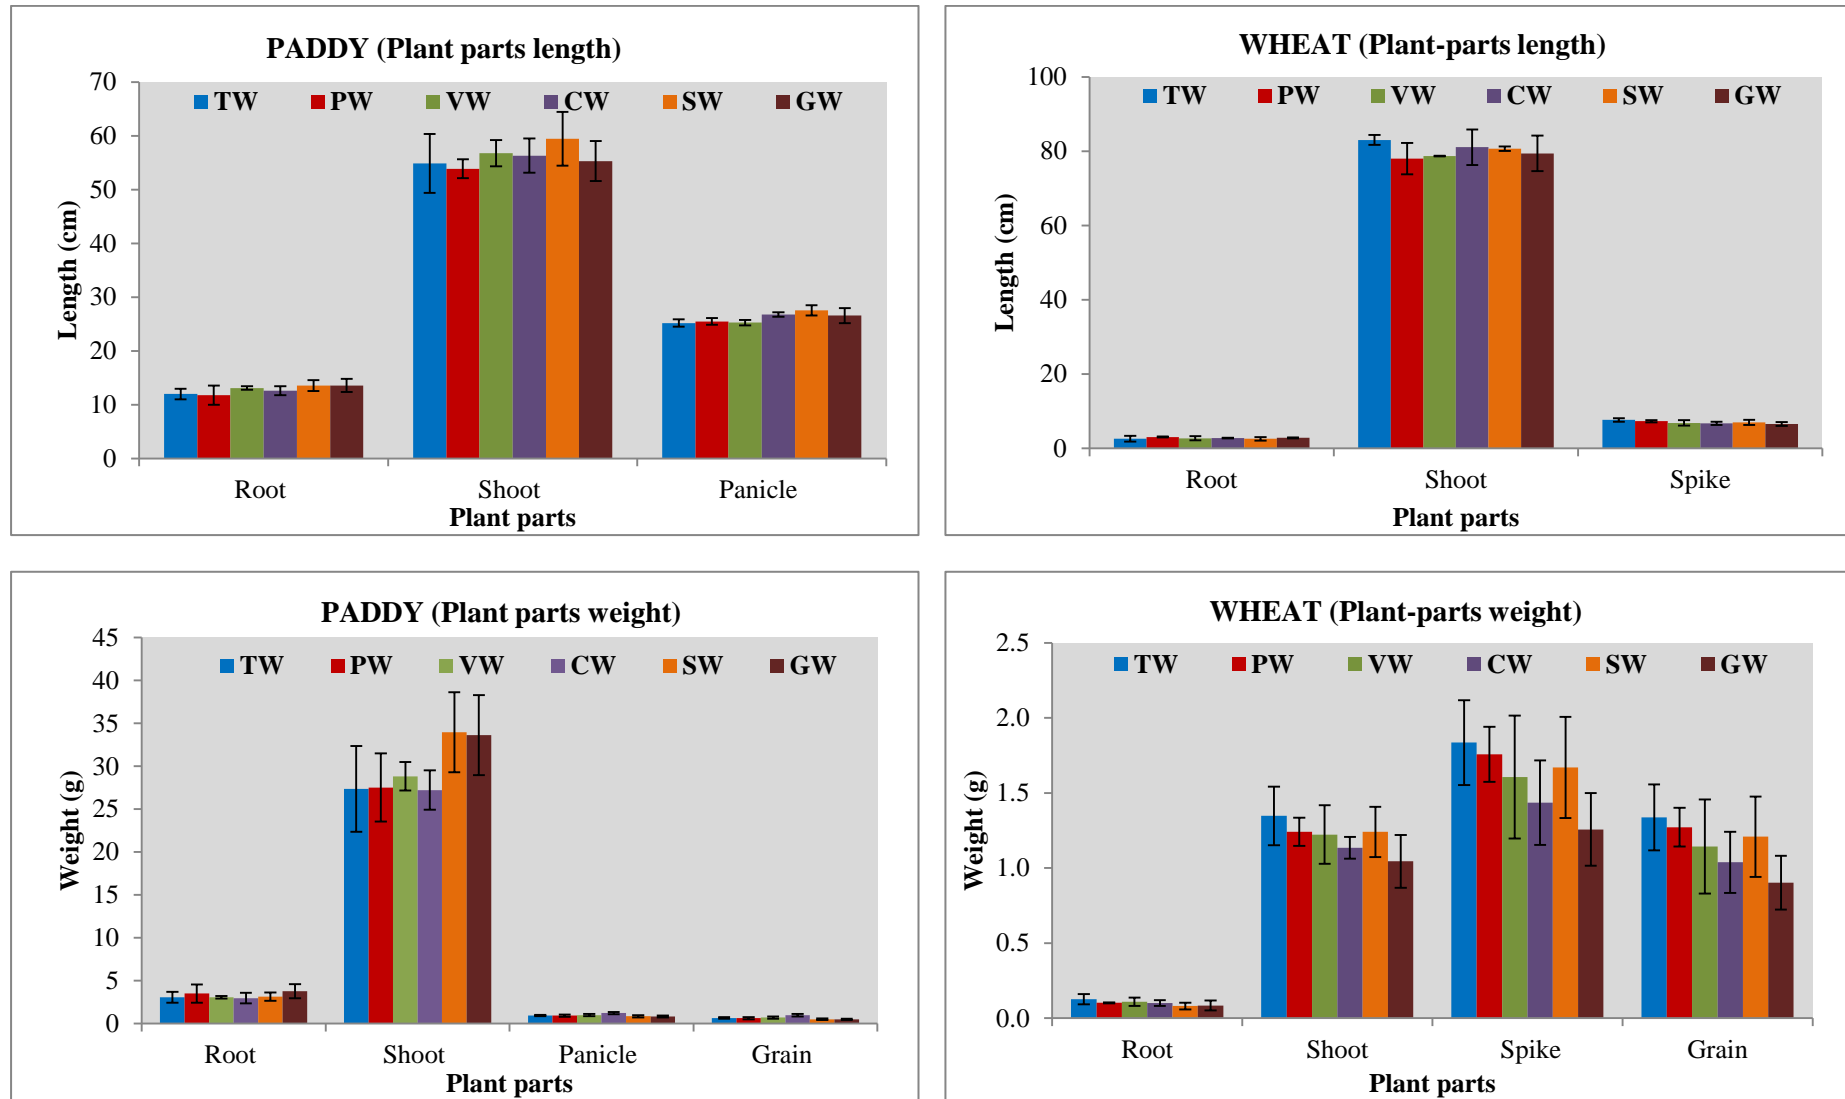 PADDY (Plant parts length)
70
60
50
40
30
20
10
0
Length (cm)
TW PW VW CW SW GW
Root Shoot Panicle
Plant parts
WHEAT (Plant-parts length)
100
80
60
40
20
0
Length (cm)
TW PW VW CW SW GW
Root Shoot Spike
Plant parts
PADDY (Plant parts weight)
45
40
35
30
25
20
15
10
5
0
Weight (g)
TW PW VW CW SW GW
Root Shoot Panicle Grain
Plant parts
WHEAT (Plant-parts weight)
2.5
2.0
1.5
1.0
0.5
0.0
Weight (g)
TW PW VW CW SW GW
Root Shoot Spike Grain
Plant parts